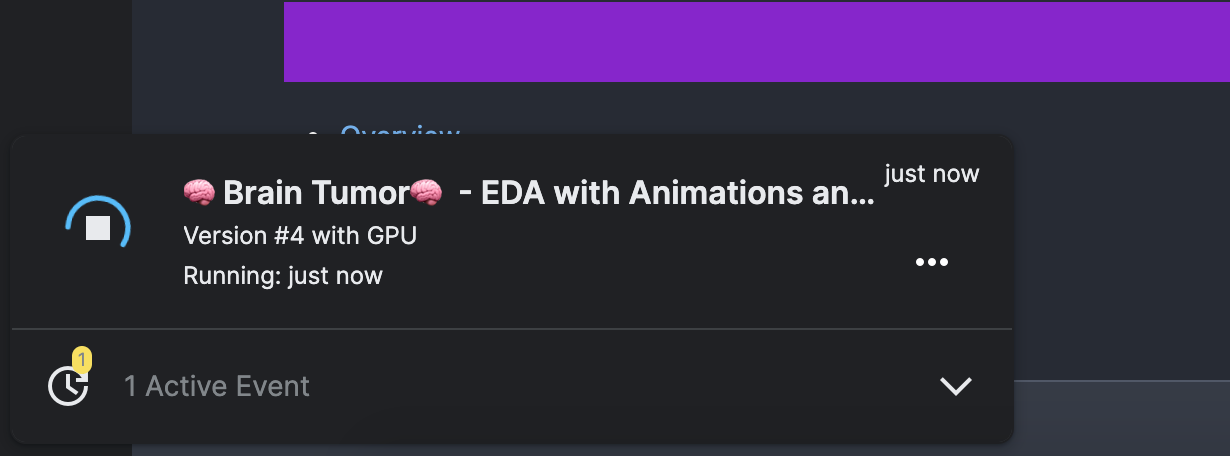 Overview
🧠 Brain Tumor🧠 - EDA with Animations an...
just now
Version #4 with GPU
Running: just now
1
1 Active Event